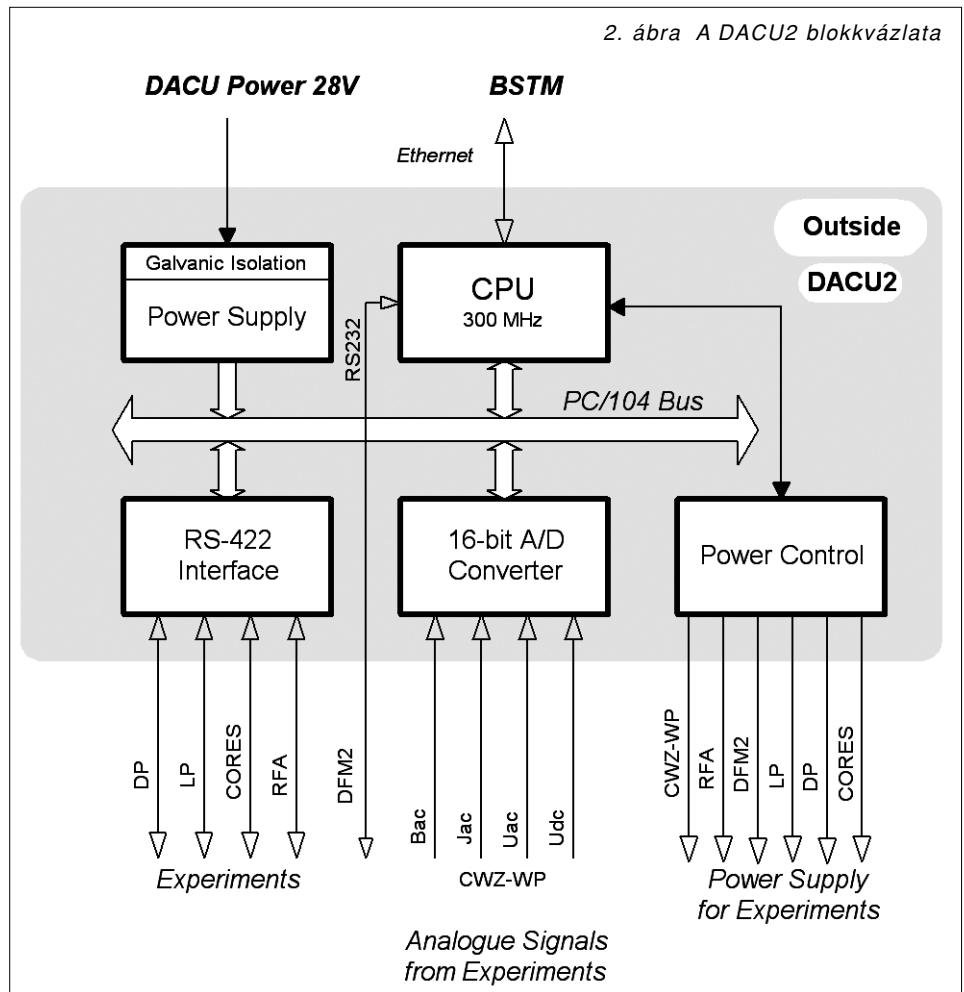 2. ábra A DACU2 blokkvázlata
DACU Power 28V
BSTM
Ethernet
Outside
DACU2
Galvanic Isolation
Power Supply
CPU
300 MHz
RS232
PC/104 Bus
RS-422
Interface
16-bit A/D
Converter
Power Control
DP
LP
CORES
RFA
DFM2
Bac
Jac
Uac
Udc
CWZ-WP
RFA
DFM2
LP
DP
CORES
Experiments
CWZ-WP
Power Supply
for Experiments
Analogue Signals
from Experiments